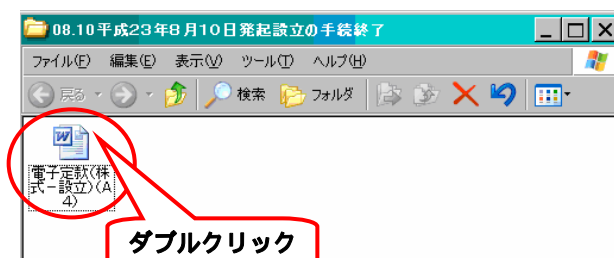 08.10平成23年8月10日発起設立の手続終了
ファイル(F) 編集(E) 表示(V) ツール(T) ヘルプ(H)
戻る 検索 フォルダ
電子定款(株
式-設立)(A
4)
ダブルクリック